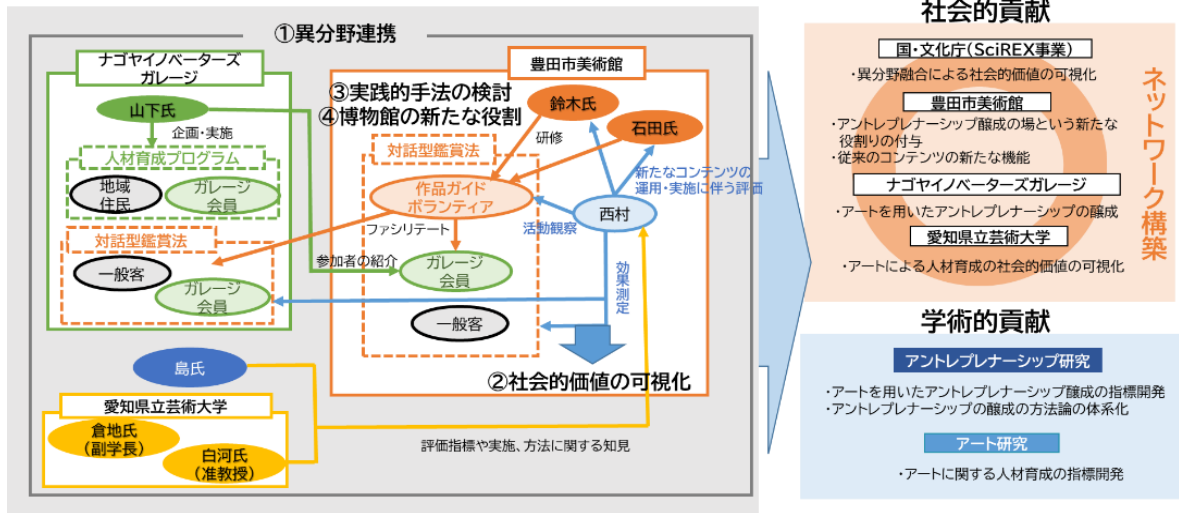 ①異分野連携
ナゴヤイノベーターズ
ガレージ
山下氏
企画・実施
人材育成プログラム
地域
住民
ガレージ
会員
対話型鑑賞法
一般客
ガレージ
会員
豊田市美術館
③実践的手法の検討
④博物館の新たな役割
鈴木氏
石田氏
研修
対話型鑑賞法
作品ガイド
ボランティア
新たなコンテンツの
運用・実施に伴う評価
西村
活動観察
ファシリテート
参加者の紹介
ガレージ
会員
効果測定
一般客
②社会的価値の可視化
島氏
愛知県立芸術大学
倉地氏
(副学長)
白河氏
(准教授)
評価指標や実施、方法に関する知見
社会的貢献
国・文化庁(SciREX事業)
・異分野融合による社会的価値の可視化
豊田市美術館
・アントレプレナーシップ醸成の場という新たな
役割りの付与
・従来のコンテンツの新たな機能
ナゴヤイノベーターズガレージ
・アートを用いたアントレプレナーシップの醸成
愛知県立芸術大学
・アートによる人材育成の社会的価値の可視化
ネットワーク構築
学術的貢献
アントレプレナーシップ研究
・アートを用いたアントレプレナーシップ醸成の指標開発
・アントレプレナーシップの醸成の方法論の体系化
アート研究
・アートに関する人材育成の指標開発